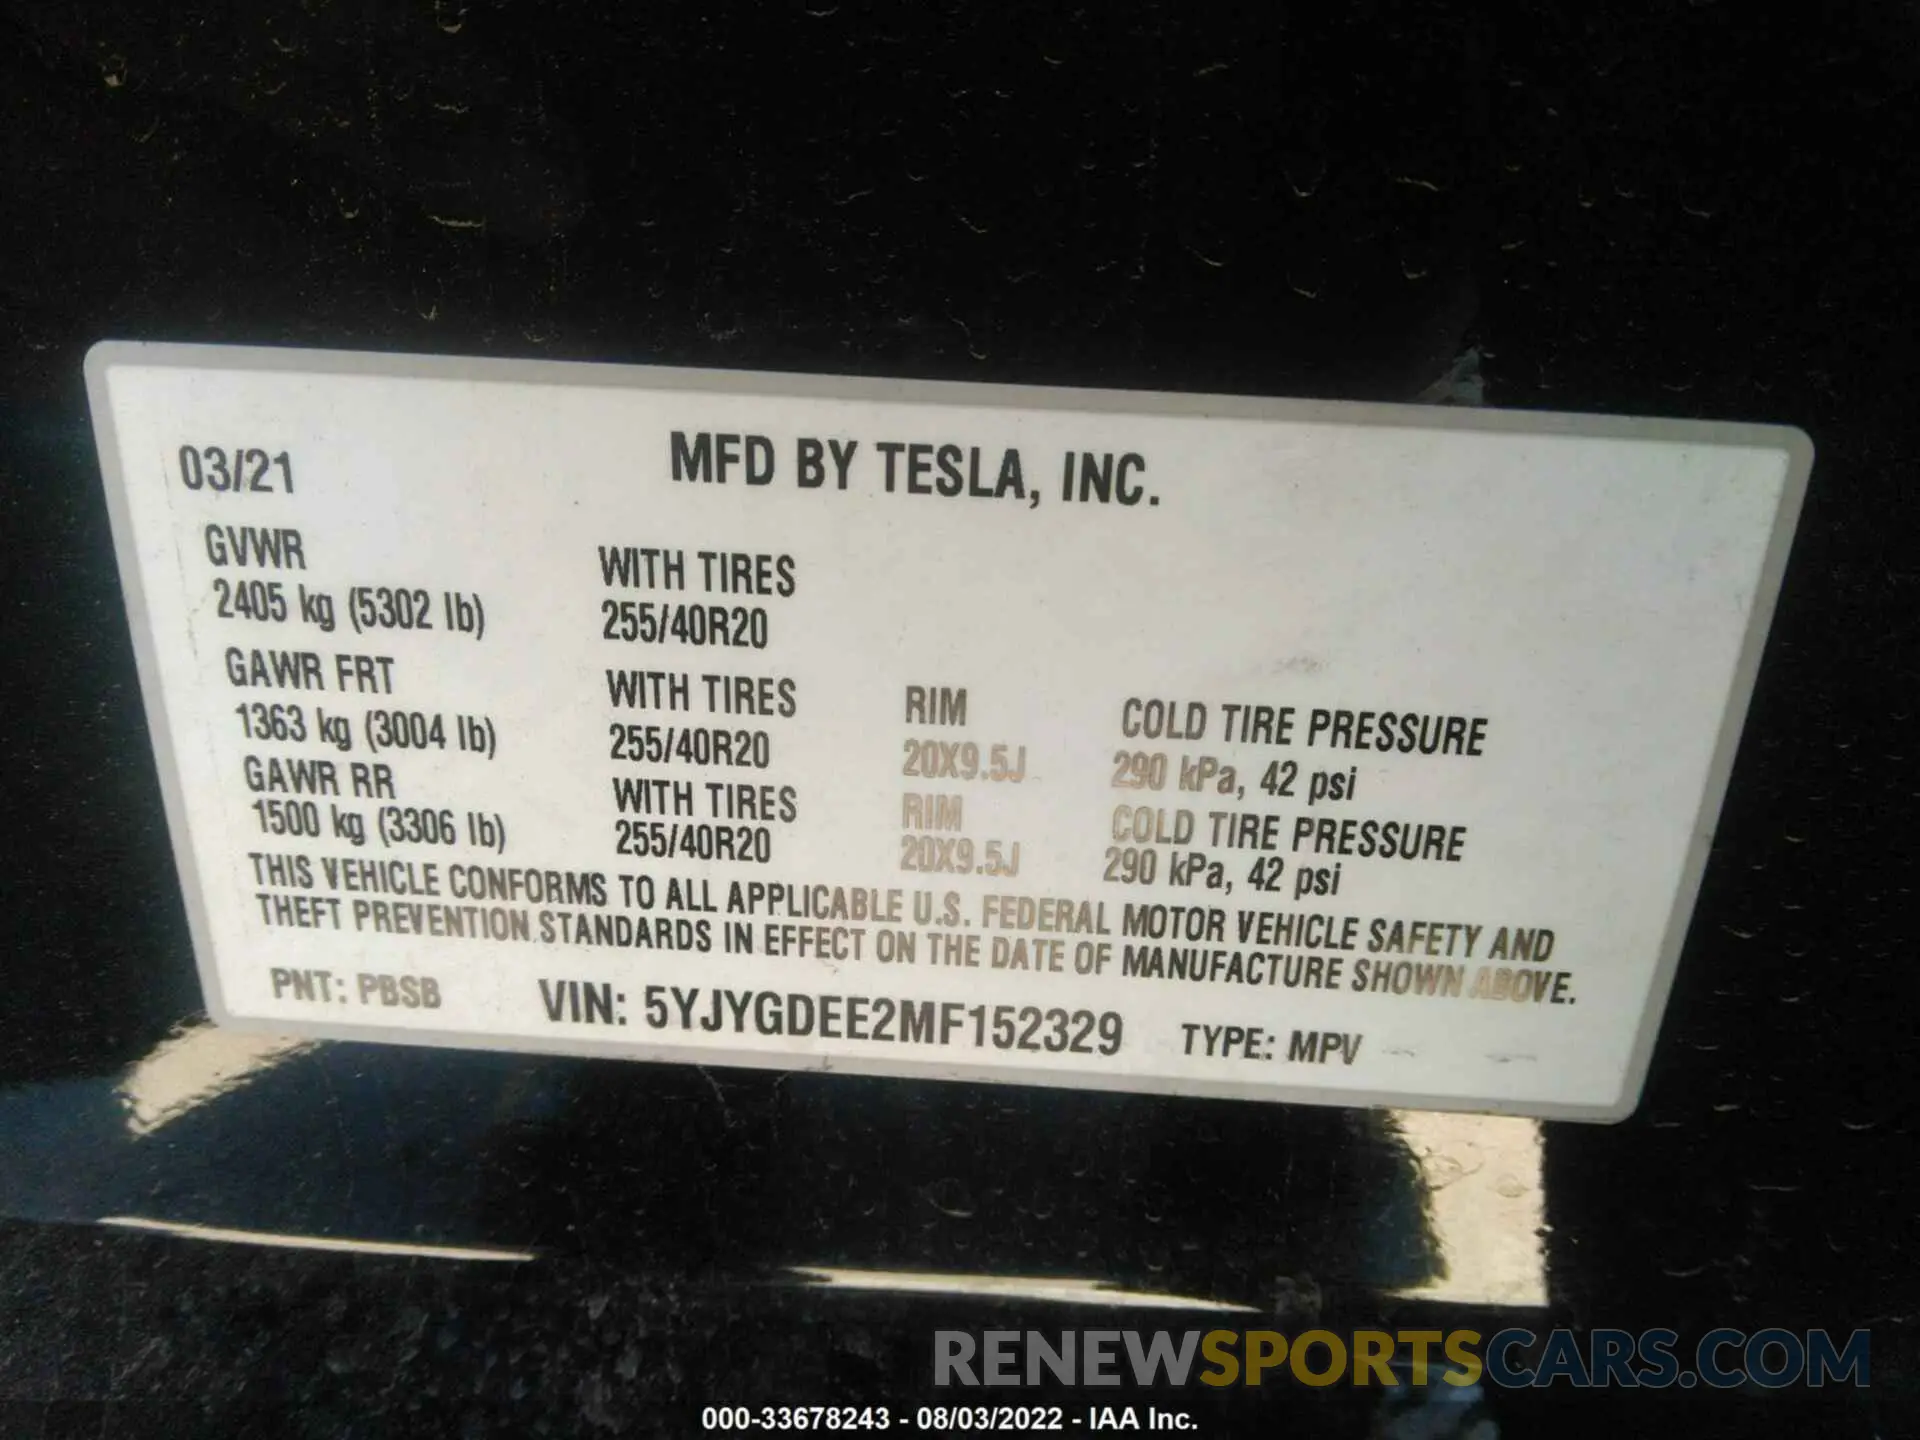 03/21
MFD BY TESLA, INC.
GVWR
2405 kg (5302 lb)
WITH TIRES
255/40R20
GAWR FRT
1363 kg (3004 lb)
WITH TIRES
255/40R20
RIM
20X9.5J
COLD TIRE PRESSURE
290 kPa, 42 psi
GAWR RR
1500 kg (3306 lb)
WITH TIRES
255/40R20
RIM
20X9.5J
COLD TIRE PRESSURE
290 kPa, 42 psi
THIS VEHICLE CONFORMS TO ALL APPLICABLE U.S. FEDERAL MOTOR VEHICLE SAFETY AND
THEFT PREVENTION STANDARDS IN EFFECT ON THE DATE OF MANUFACTURE SHOWN ABOVE.
PNT: PBSB
VIN: 5YJYGDEE2MF152329
TYPE: MPV
RENEWSPORTSCARS.COM
000-33678243 - 08/03/2022 - IAA Inc.